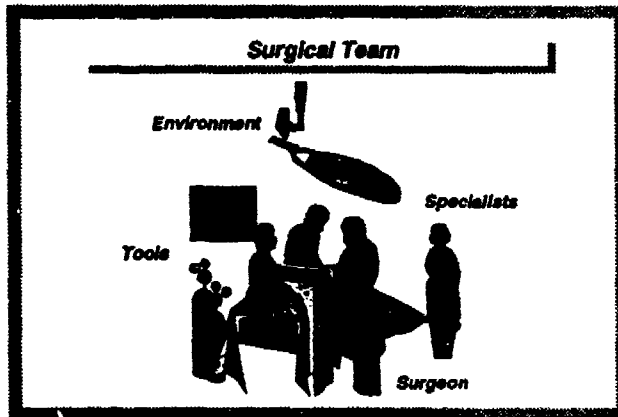 Surgical Team
Environment
Specialists
Tools
Surgeon